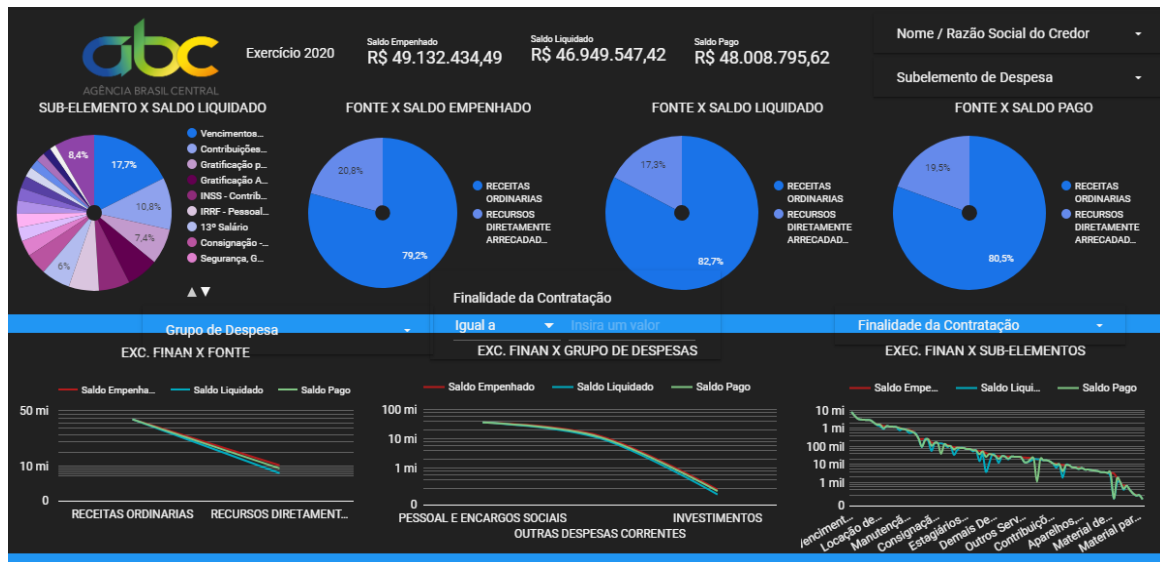 abc
AGÊNCIA BRASIL CENTRAL
Exercício 2020
Saldo Empenhado
R$ 49.132.434,49
Saldo Liquidado
R$ 46.949.547,42
Saldo Pago
R$ 48.008.795,62
Nome / Razão Social do Credor
Subelemento de Despesa
SUB-ELEMENTO X SALDO LIQUIDADO
17,7%
10,8%
7,4%
6%
8,4%
Vencimentos...
Contribuições...
Gratificação p...
Gratificação A...
INSS - Contrib...
IRRF - Pessoal...
13º Salário
Consignação -...
Segurança, G...
FONTE X SALDO EMPENHADO
20,8%
79,2%
RECEITAS
ORDINARIAS
RECURSOS
DIRETAMENTE
ARRECADAD...
FONTE X SALDO LIQUIDADO
17,3%
82,7%
RECEITAS
ORDINARIAS
RECURSOS
DIRETAMENTE
ARRECADAD...
FONTE X SALDO PAGO
19,5%
80,5%
RECEITAS
ORDINARIAS
RECURSOS
DIRETAMENTE
ARRECADAD...
Grupo de Despesa
Finalidade da Contratação
Igual a
Insira um valor
Finalidade da Contratação
EXC. FINAN X FONTE
Saldo Empenha... Saldo Liquidado Saldo Pago
50 mi
10 mi
0
RECEITAS ORDINARIAS RECURSOS DIRETAMENT...
EXC. FINAN X GRUPO DE DESPESAS
Saldo Empenhado Saldo Liquidado Saldo Pago
100 mi
10 mi
1 mi
0
PESSOAL E ENCARGOS SOCIAIS INVESTIMENTOS
OUTRAS DESPESAS CORRENTES
EXEC. FINAN X SUB-ELEMENTOS
Saldo Empe... Saldo Liqui... Saldo Pago
10 mi
1 mi
100 mil
10 mil
1 mil
0
Locação de...
Manutençã...
Consignaçã...
Estagiários...
Demais De...
Outros Serv...
Contribuiçõ...
Aparelhos,...
Material de...
Material par...